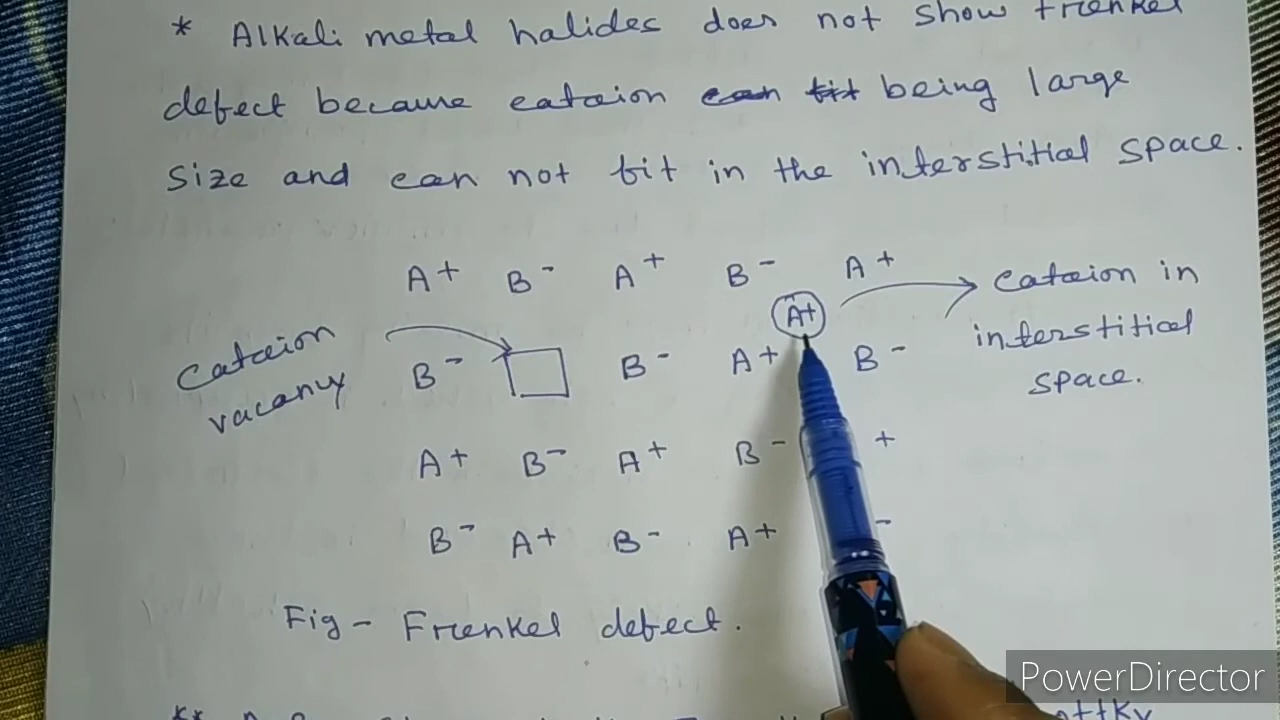 * Alkali metal halides does not show Frenkel
defect because cataion can fit being large
size and can not fit in the interstitial space.
A+ B- A+ B- A+
A+
Cataion in
interstitical
space.
Cataion
vacancy
B- B- A+ B-
A+ B- A+ B- +
B- A+ B- A+ -
Fig - Frenkel defect.
PowerDirector